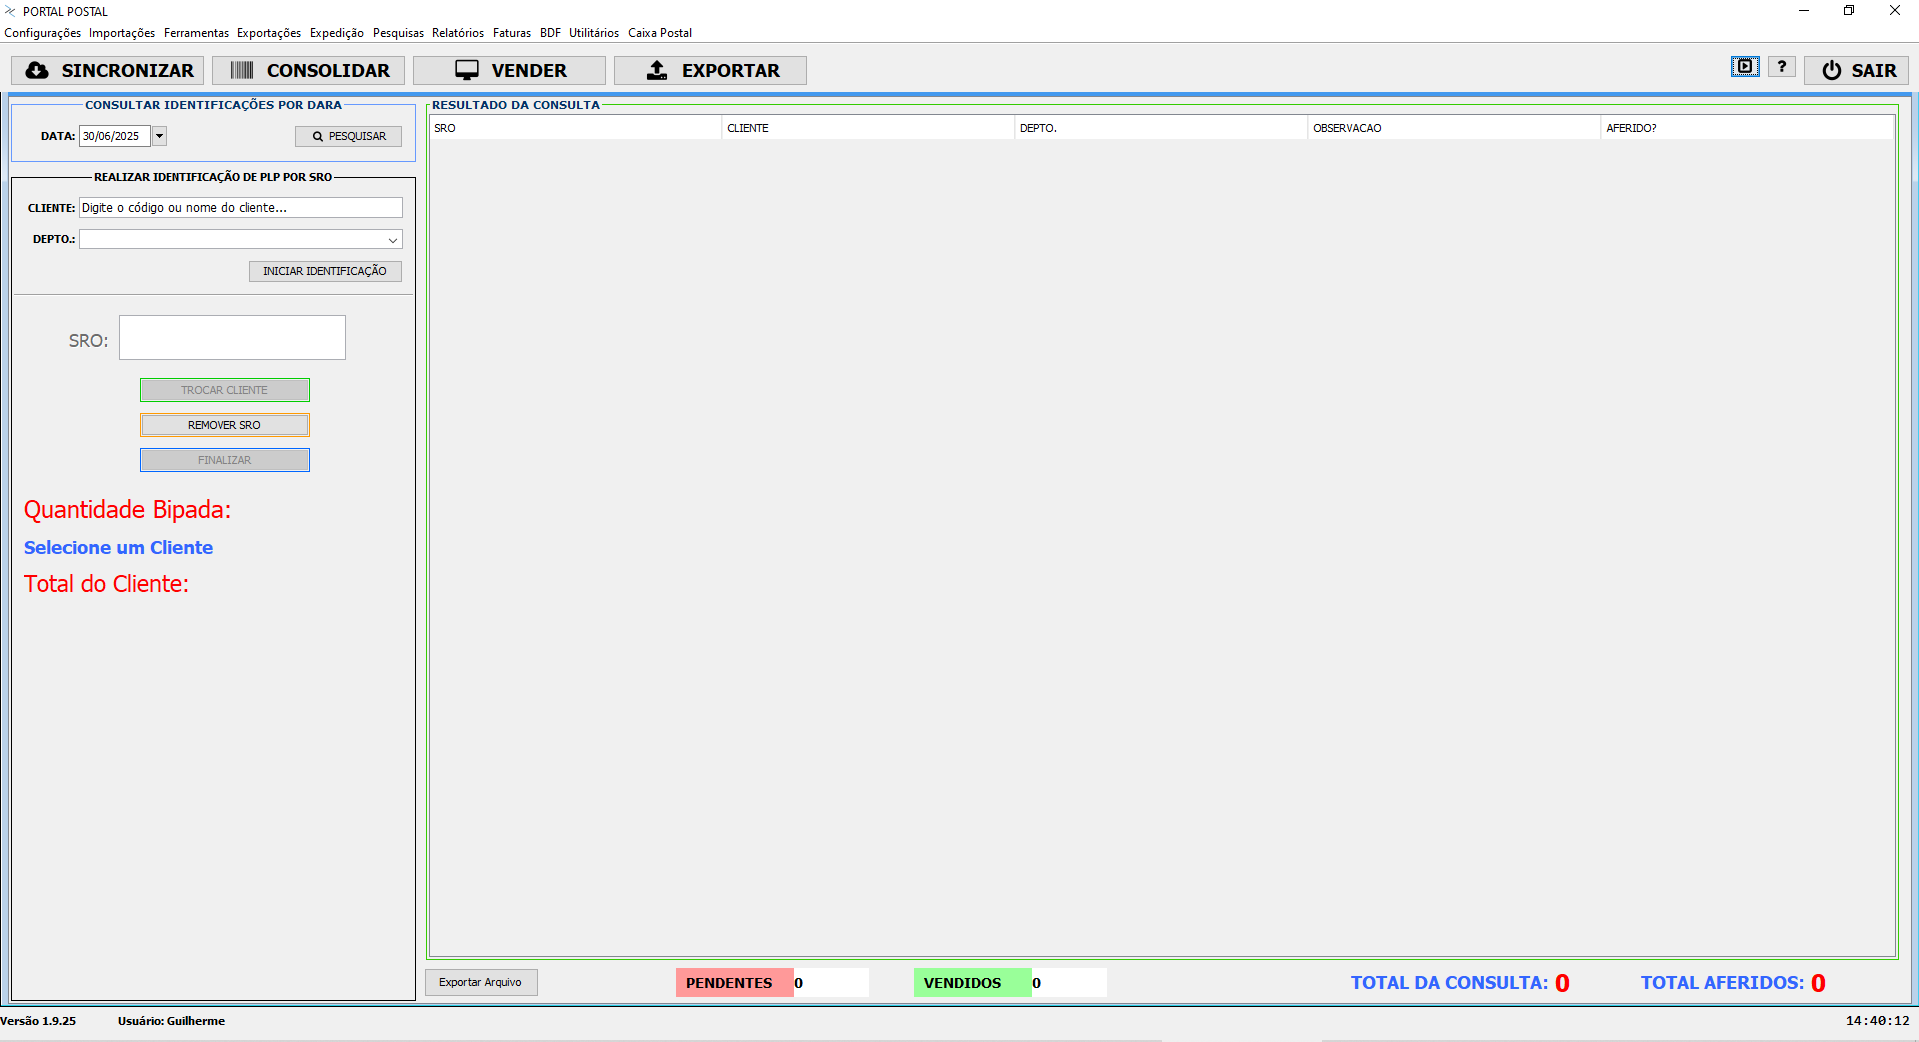 PORTAL POSTAL
Configurações Importações Ferramentas Exportações Expedição Pesquisas Relatórios Faturas BDF Utilitários Caixa Postal
SINCRONIZAR CONSOLIDAR VENDER EXPORTAR ? SAIR
CONSULTAR IDENTIFICAÇÕES POR DARA
DATA: 30/06/2025 PESQUISAR
REALIZAR IDENTIFICAÇÃO DE PLP POR SRO
CLIENTE: Digite o código ou nome do cliente...
DEPTO.:
INICIAR IDENTIFICAÇÃO
SRO:
TROCAR CLIENTE
REMOVER SRO
FINALIZAR
Quantidade Bipada:
Selecione um Cliente
Total do Cliente:
RESULTADO DA CONSULTA
SRO CLIENTE DEPTO. OBSERVACAO AFERIDO?
Exportar Arquivo PENDENTES 0 VENDIDOS 0 TOTAL DA CONSULTA: 0 TOTAL AFERIDOS: 0
Versão 1.9.25 Usuário: Guilherme 14:40:12